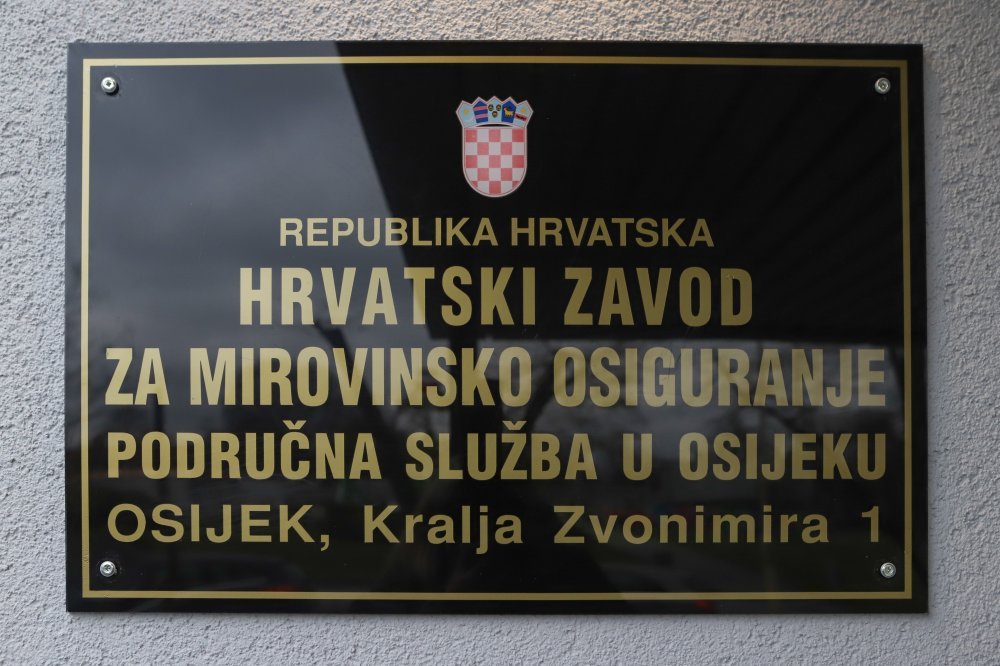 REPUBLIKA HRVATSKA
HRVATSKI ZAVOD
ZA MIROVINSKO OSIGURANJE
PODRUČNA SLUŽBA U OSIJEKU
OSIJEK, Kralja Zvonimira 1